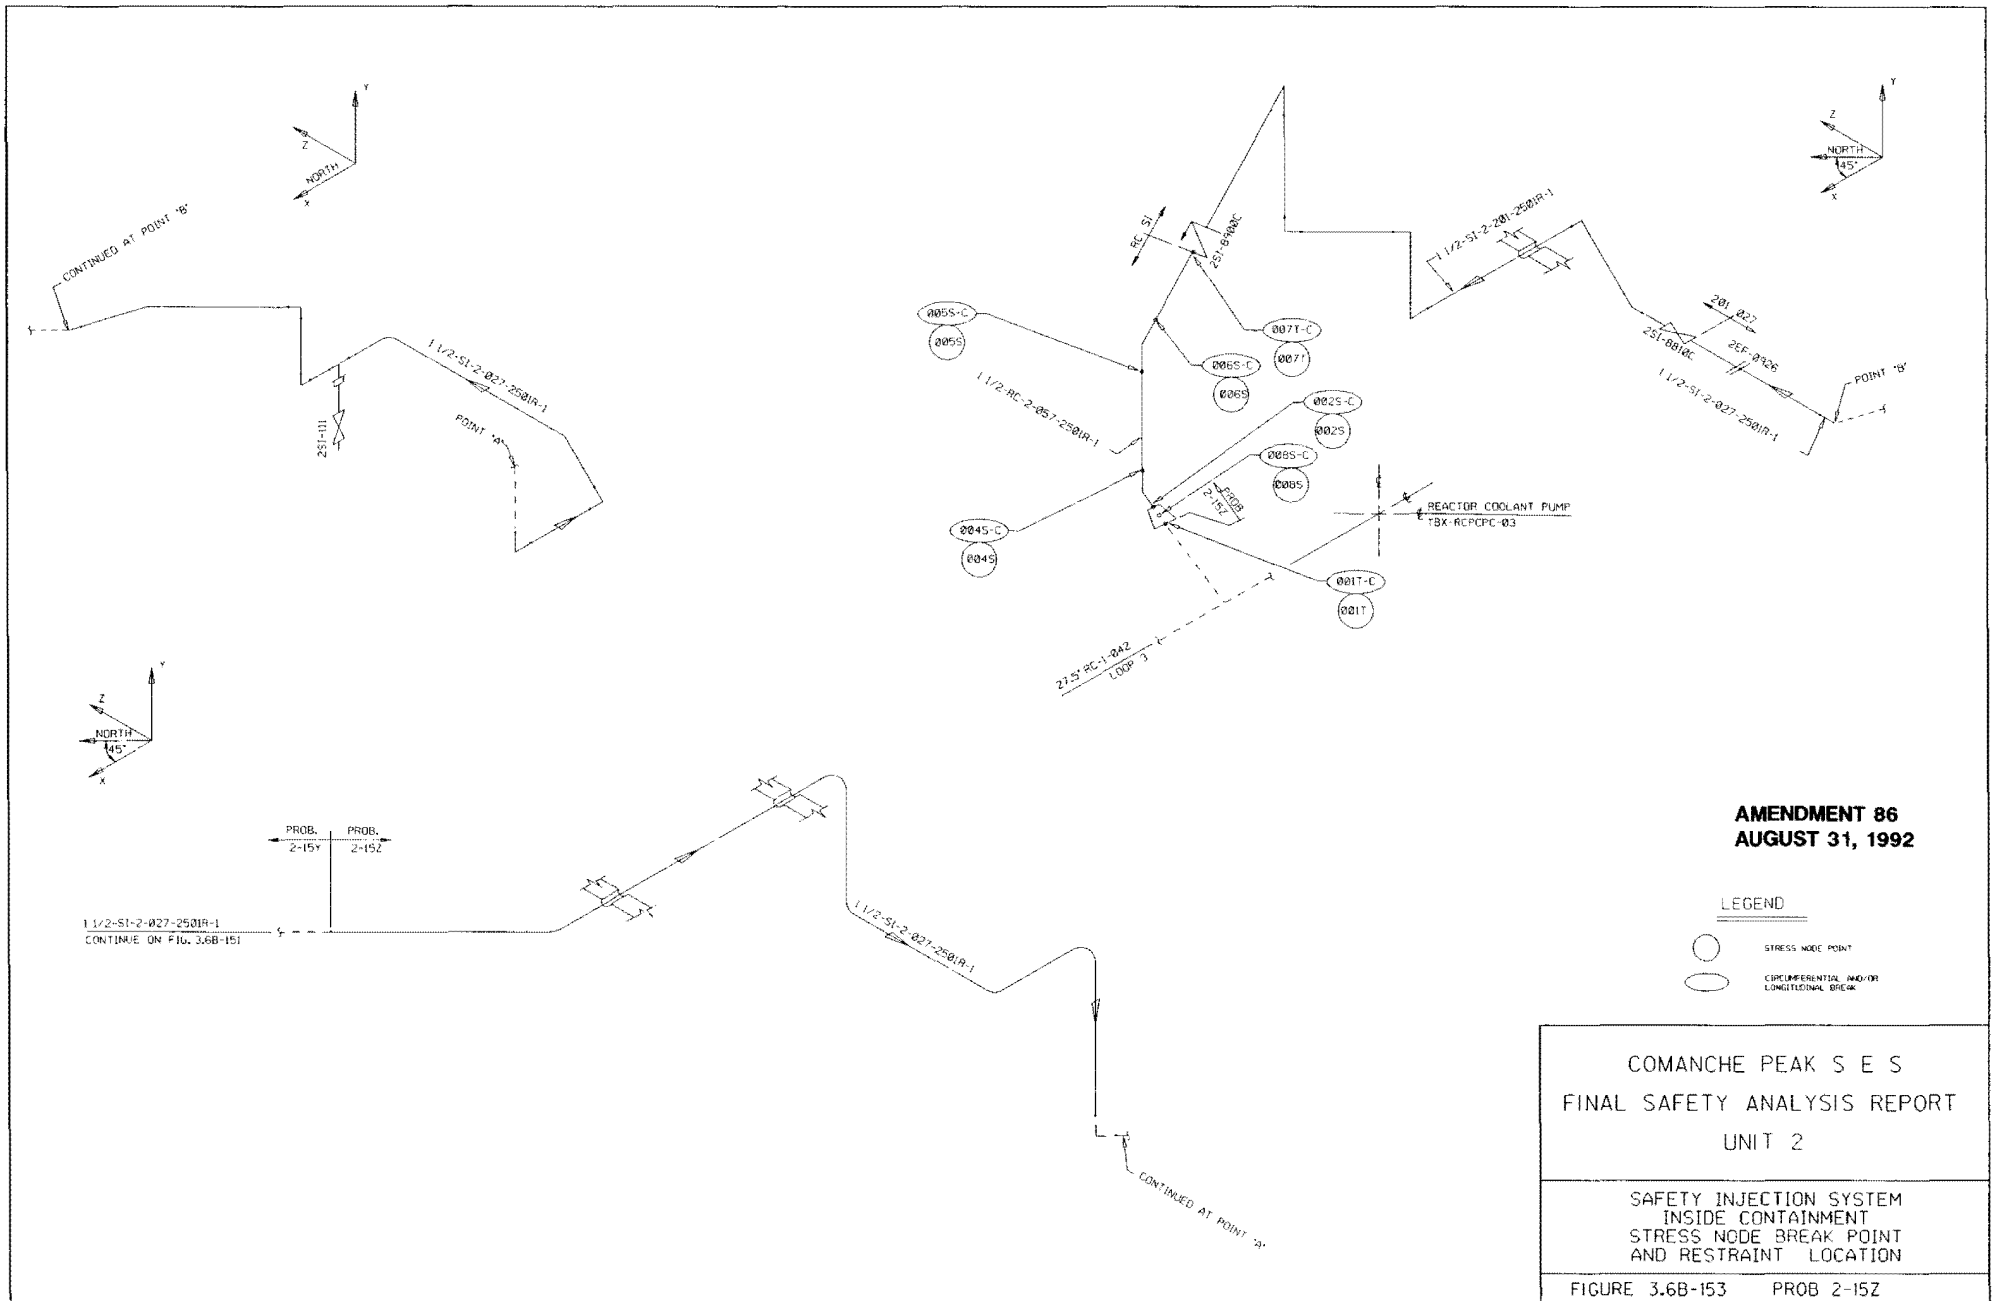 Y
Z
NORTH
X
CONTINUED AT POINT 'B'
1 1/2-SI-2-027-2501R-1
POINT 'A'
2SI-111
RC SI
2SI-8900C
005S-C
005S
007T-C
007T
006S-C
006S
1 1/2-RC-2-057-2501R-1
002S-C
002S
008S-C
008S
PROB
2-15Z
004S-C
004S
001T-C
001T
REACTOR COOLANT PUMP
TBX-RCPCPC-03
27.5" RC-1-042
LOOP 3
Y
Z
NORTH
45°
X
1 1/2-SI-2-201-2501R-1
201 027
2SI-8810C
2EF-0926
1 1/2-SI-2-027-2501R-1
POINT 'B'
Y
Z
NORTH
45°
X
PROB. PROB.
2-15Y 2-15Z
1 1/2-SI-2-027-2501R-1
CONTINUE ON FIG. 3.6B-151
1 1/2-SI-2-027-2501R-1
CONTINUED AT POINT 'A'
AMENDMENT 86
AUGUST 31, 1992
LEGEND
STRESS NODE POINT
CIRCUMFERENTIAL AND/OR
LONGITUDINAL BREAK
COMANCHE PEAK S E S
FINAL SAFETY ANALYSIS REPORT
UNIT 2
SAFETY INJECTION SYSTEM
INSIDE CONTAINMENT
STRESS NODE BREAK POINT
AND RESTRAINT LOCATION
FIGURE 3.6B-153 PROB 2-15Z